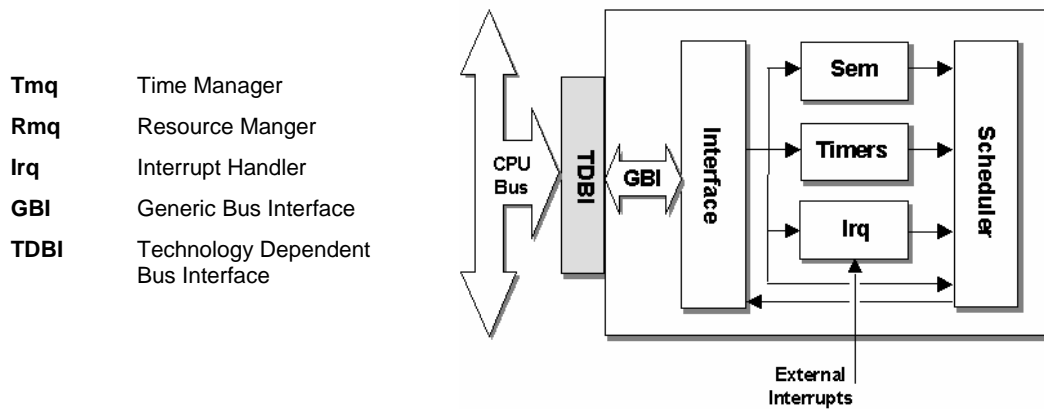 Tmq Time Manager
Rmq Resource Manger
Irq Interrupt Handler
GBI Generic Bus Interface
TDBI Technology Dependent
Bus Interface
CPU
Bus
TDBI
GBI
Interface
Sem
Timers
Irq
Scheduler
External
Interrupts